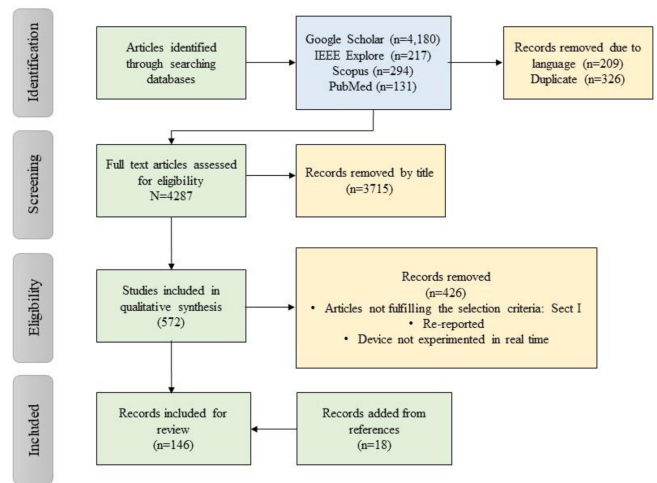 Identification
Articles identified
through searching
databases
Google Scholar (n=4,180)
IEEE Explore (n=217)
Scopus (n=294)
PubMed (n=131)
Records removed due to
language (n=209)
Duplicate (n=326)
Screening
Full text articles assessed
for eligibility
N=4287
Records removed by title
(n=3715)
Eligibility
Studies included in
qualitative synthesis
(572)
Records removed
(n=426)
• Articles not fulfilling the selection criteria: Sect I
• Re-reported
• Device not experimented in real time
Included
Records included for
review
(n=146)
Records added from
references
(n=18)